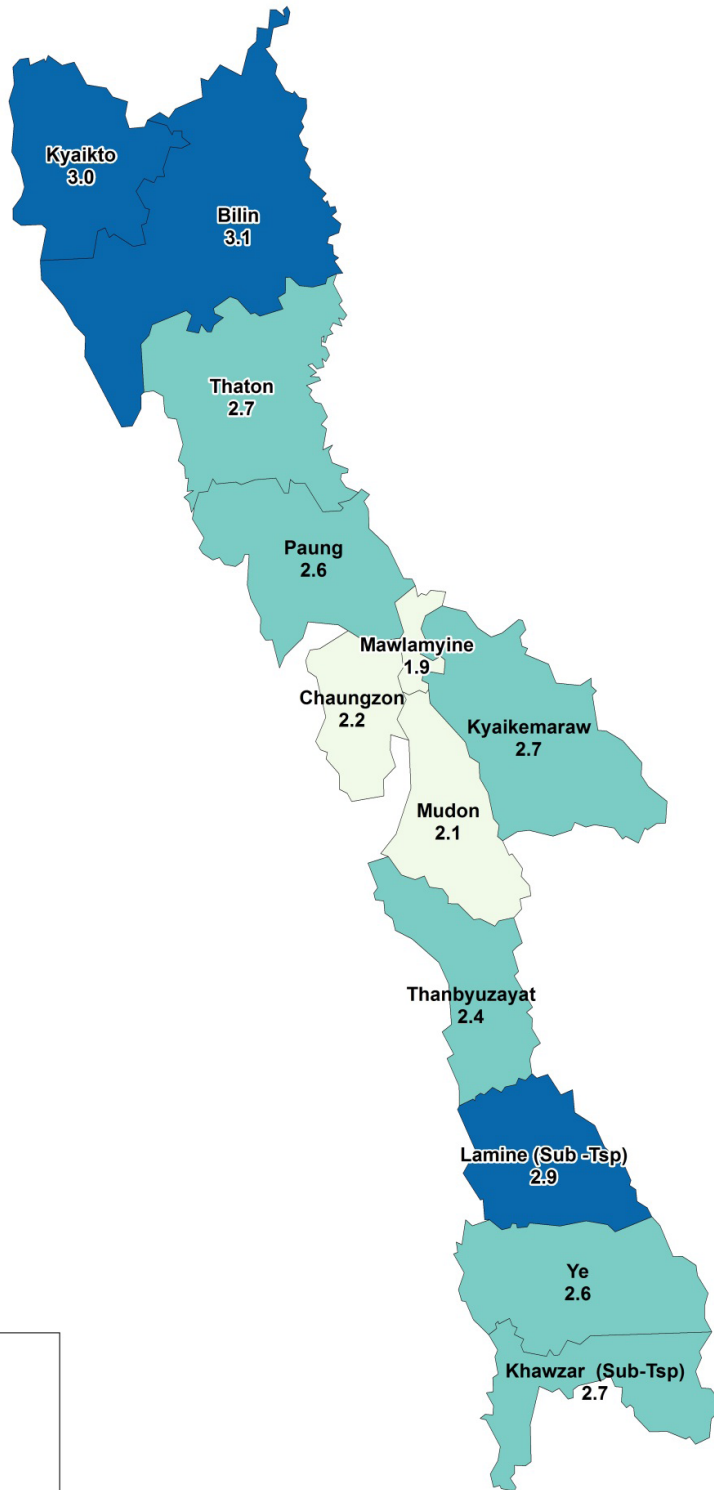 Kyaikto
3.0
Bilin
3.1
Thaton
2.7
Paung
2.6
Mawlamyine
1.9
Chaungzon
2.2
Kyaikemaraw
2.7
Mudon
2.1
Thanbyuzayat
2.4
Lamine (Sub -Tsp)
2.9
Ye
2.6
Khawzar (Sub-Tsp)
2.7